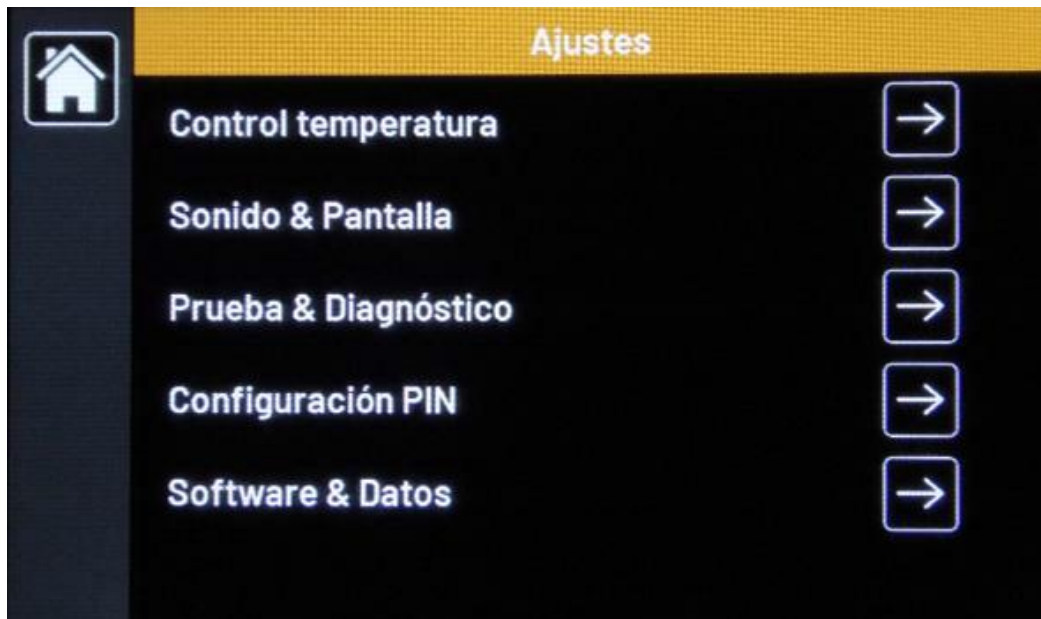 Ajustes
Control temperatura
Sonido & Pantalla
Prueba & Diagnóstico
Configuración PIN
Software & Datos